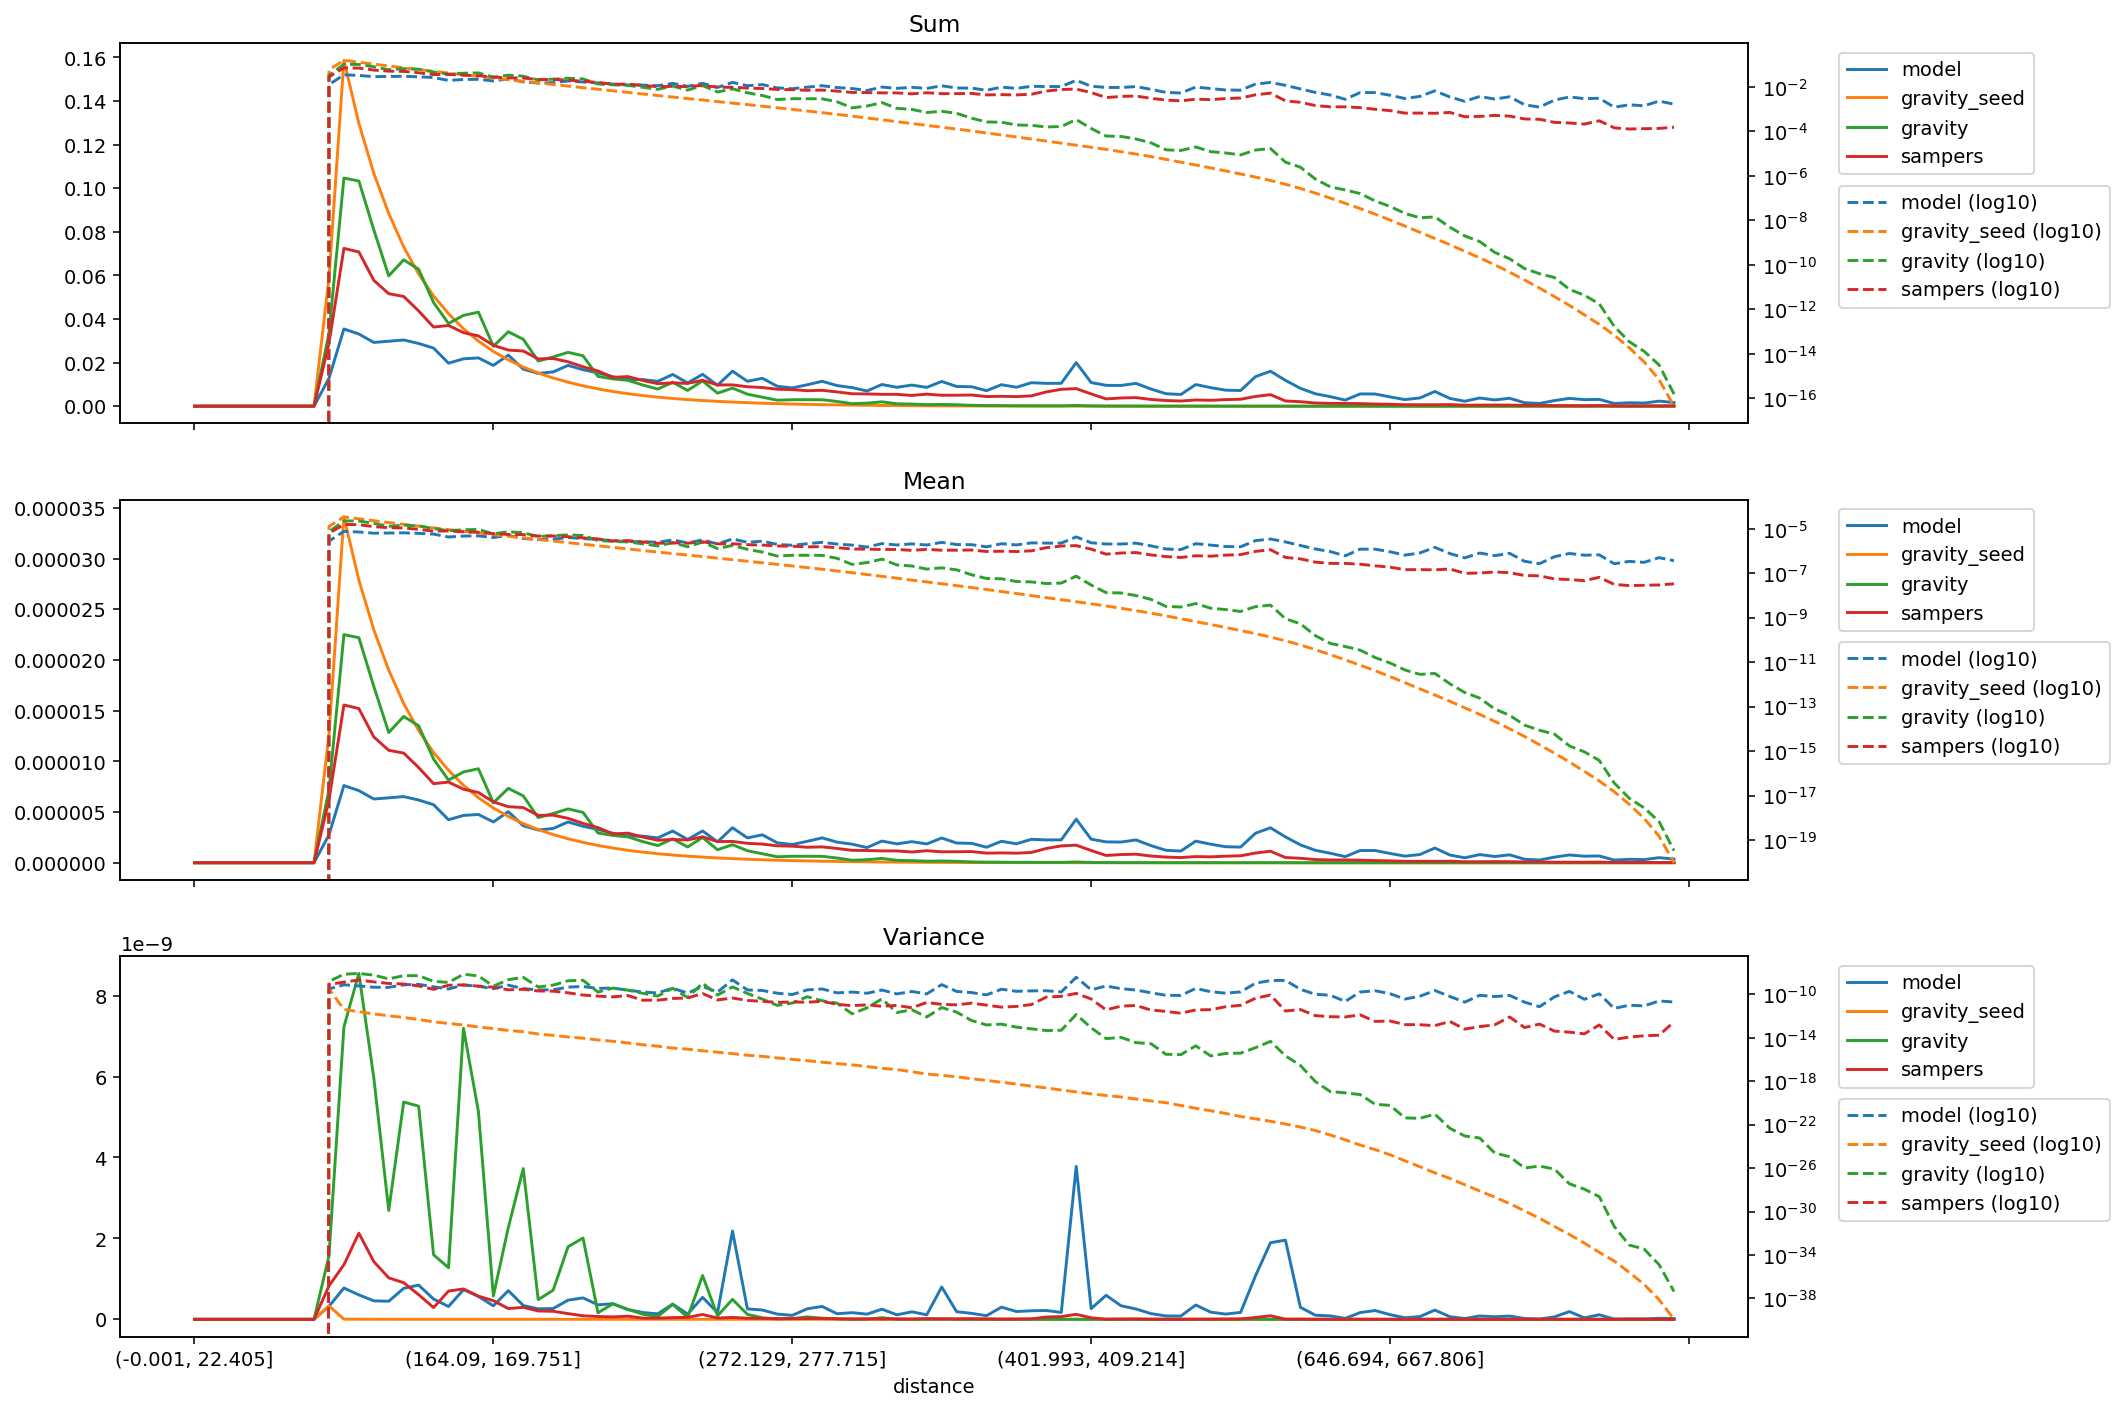 Sum
0.16
0.14
0.12
0.10
0.08
0.06
0.04
0.02
0.00
10⁻²
10⁻⁴
10⁻⁶
10⁻⁸
10⁻¹⁰
10⁻¹²
10⁻¹⁴
10⁻¹⁶
model
gravity_seed
gravity
sampers
model (log10)
gravity_seed (log10)
gravity (log10)
sampers (log10)
Mean
0.000035
0.000030
0.000025
0.000020
0.000015
0.000010
0.000005
0.000000
10⁻⁵
10⁻⁷
10⁻⁹
10⁻¹¹
10⁻¹³
10⁻¹⁵
10⁻¹⁷
10⁻¹⁹
model
gravity_seed
gravity
sampers
model (log10)
gravity_seed (log10)
gravity (log10)
sampers (log10)
Variance
1e−9
8
6
4
2
0
10⁻¹⁰
10⁻¹⁴
10⁻¹⁸
10⁻²²
10⁻²⁶
10⁻³⁰
10⁻³⁴
10⁻³⁸
model
gravity_seed
gravity
sampers
model (log10)
gravity_seed (log10)
gravity (log10)
sampers (log10)
(-0.001, 22.405] (164.09, 169.751] (272.129, 277.715] (401.993, 409.214] (646.694, 667.806]
distance